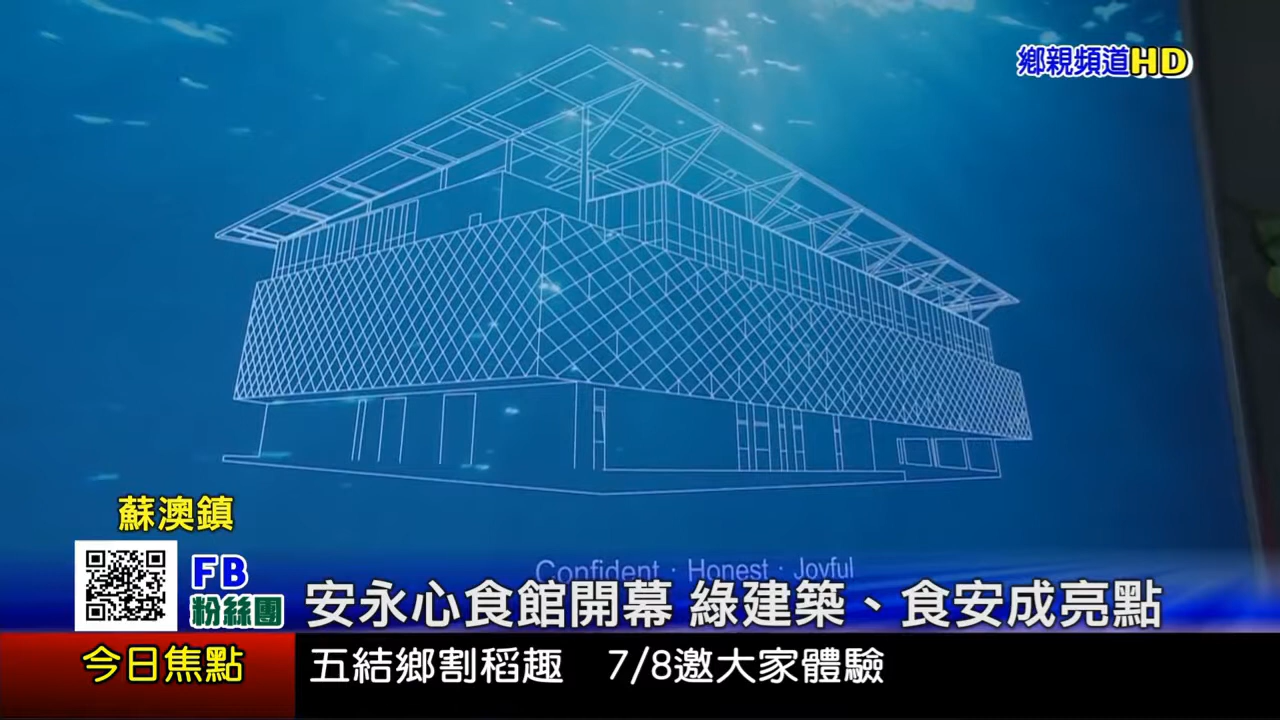 鄉親頻道HD
蘇澳鎮
FB
粉絲團
Confident · Honest · Joyful
安永心食館開幕 綠建築、食安成亮點
今日焦點
五結鄉割稻趣 7/8邀大家體驗